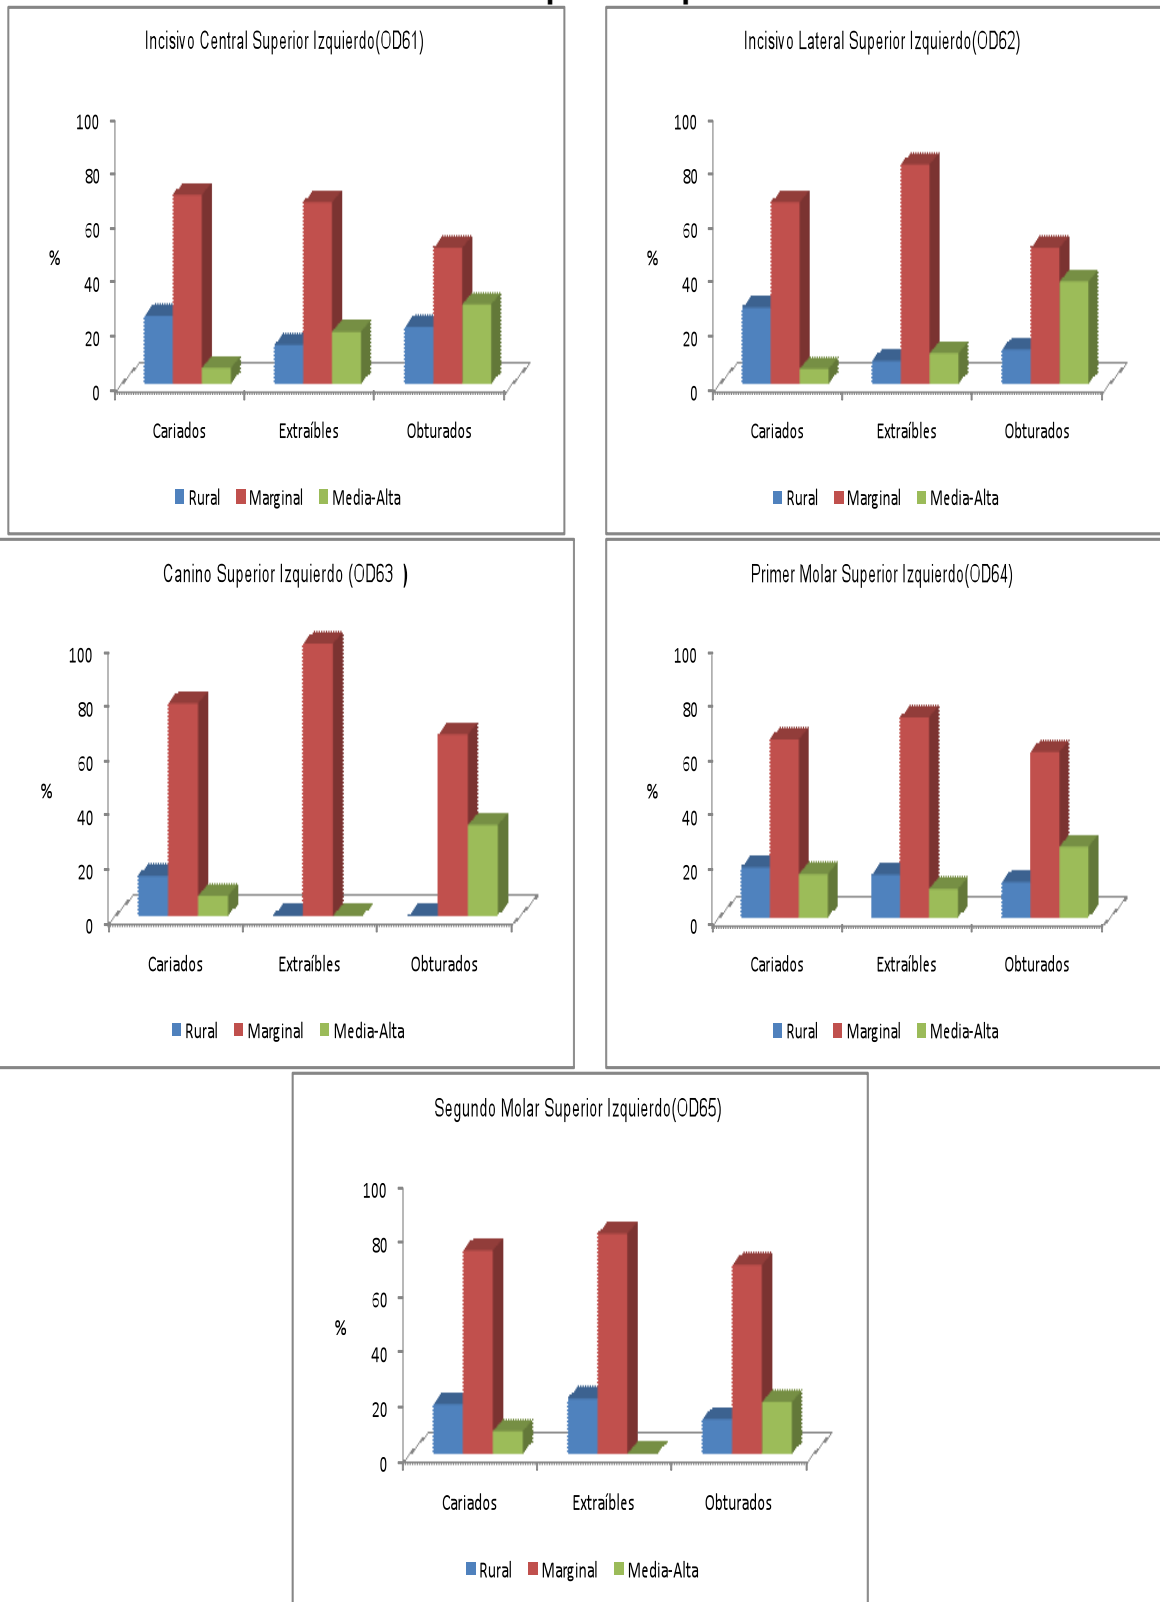 Incisivo Central Superior Izquierdo(OD61)
100
80
60
%
40
20
0
Cariados Extraíbles Obturados
Rural Marginal Media-Alta
Incisivo Lateral Superior Izquierdo(OD62)
100
80
60
%
40
20
0
Cariados Extraíbles Obturados
Rural Marginal Media-Alta
Canino Superior Izquierdo (OD63 )
100
80
60
%
40
20
0
Cariados Extraíbles Obturados
Rural Marginal Media-Alta
Primer Molar Superior Izquierdo(OD64)
100
80
60
%
40
20
0
Cariados Extraíbles Obturados
Rural Marginal Media-Alta
Segundo Molar Superior Izquierdo(OD65)
100
80
60
%
40
20
0
Cariados Extraíbles Obturados
Rural Marginal Media-Alta